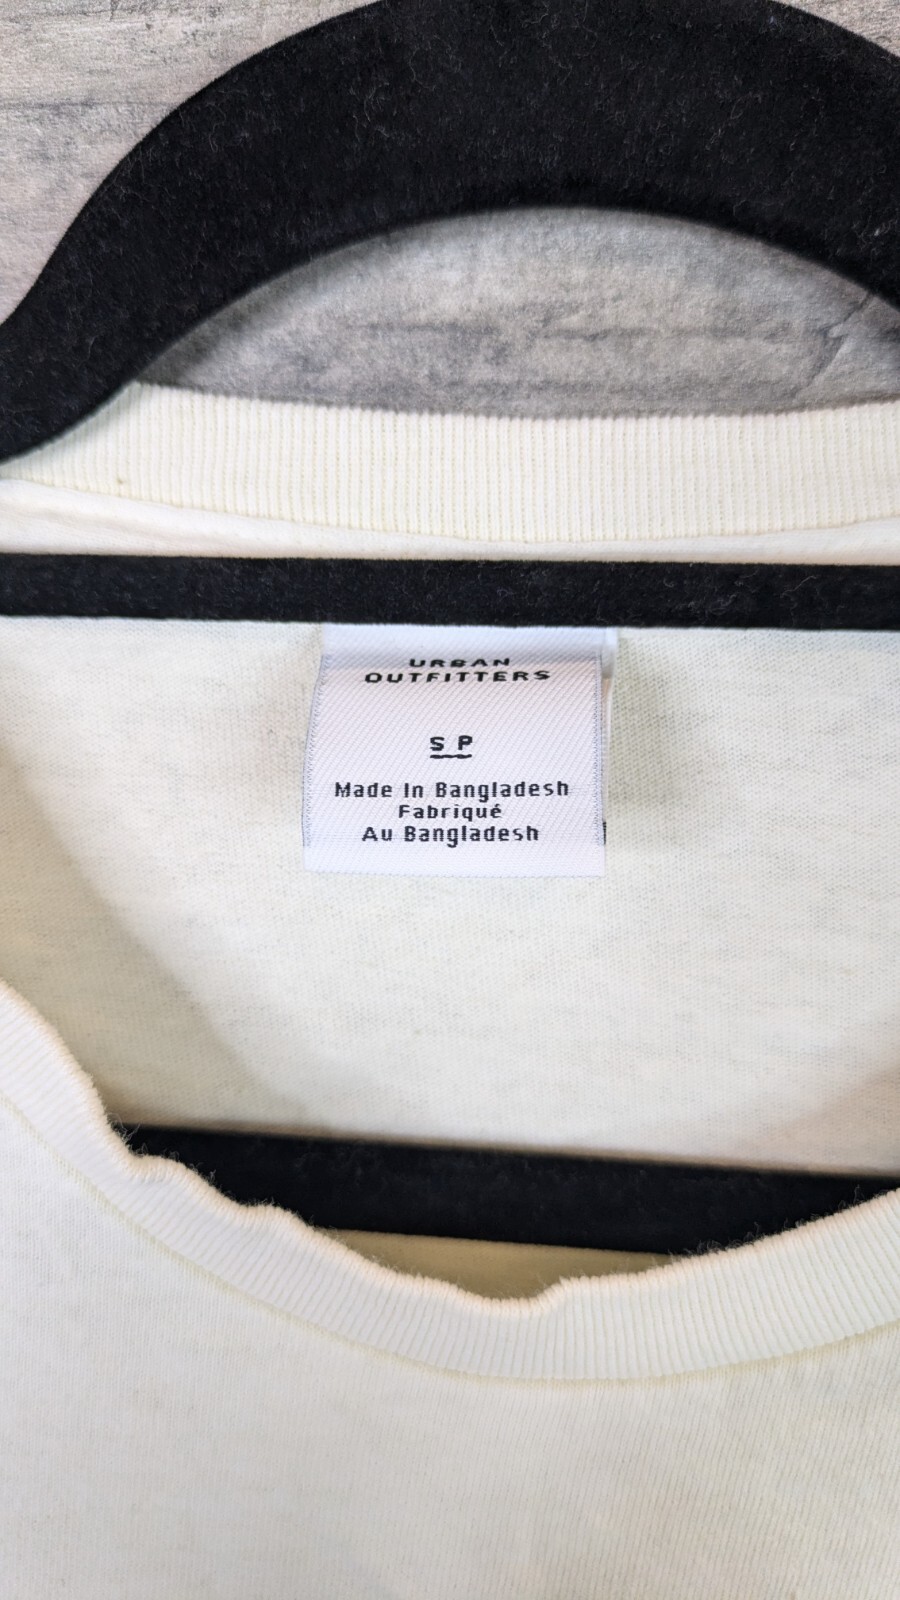 URBAN
OUTFITTERS
S P
Made In Bangladesh
Fabriqué
Au Bangladesh